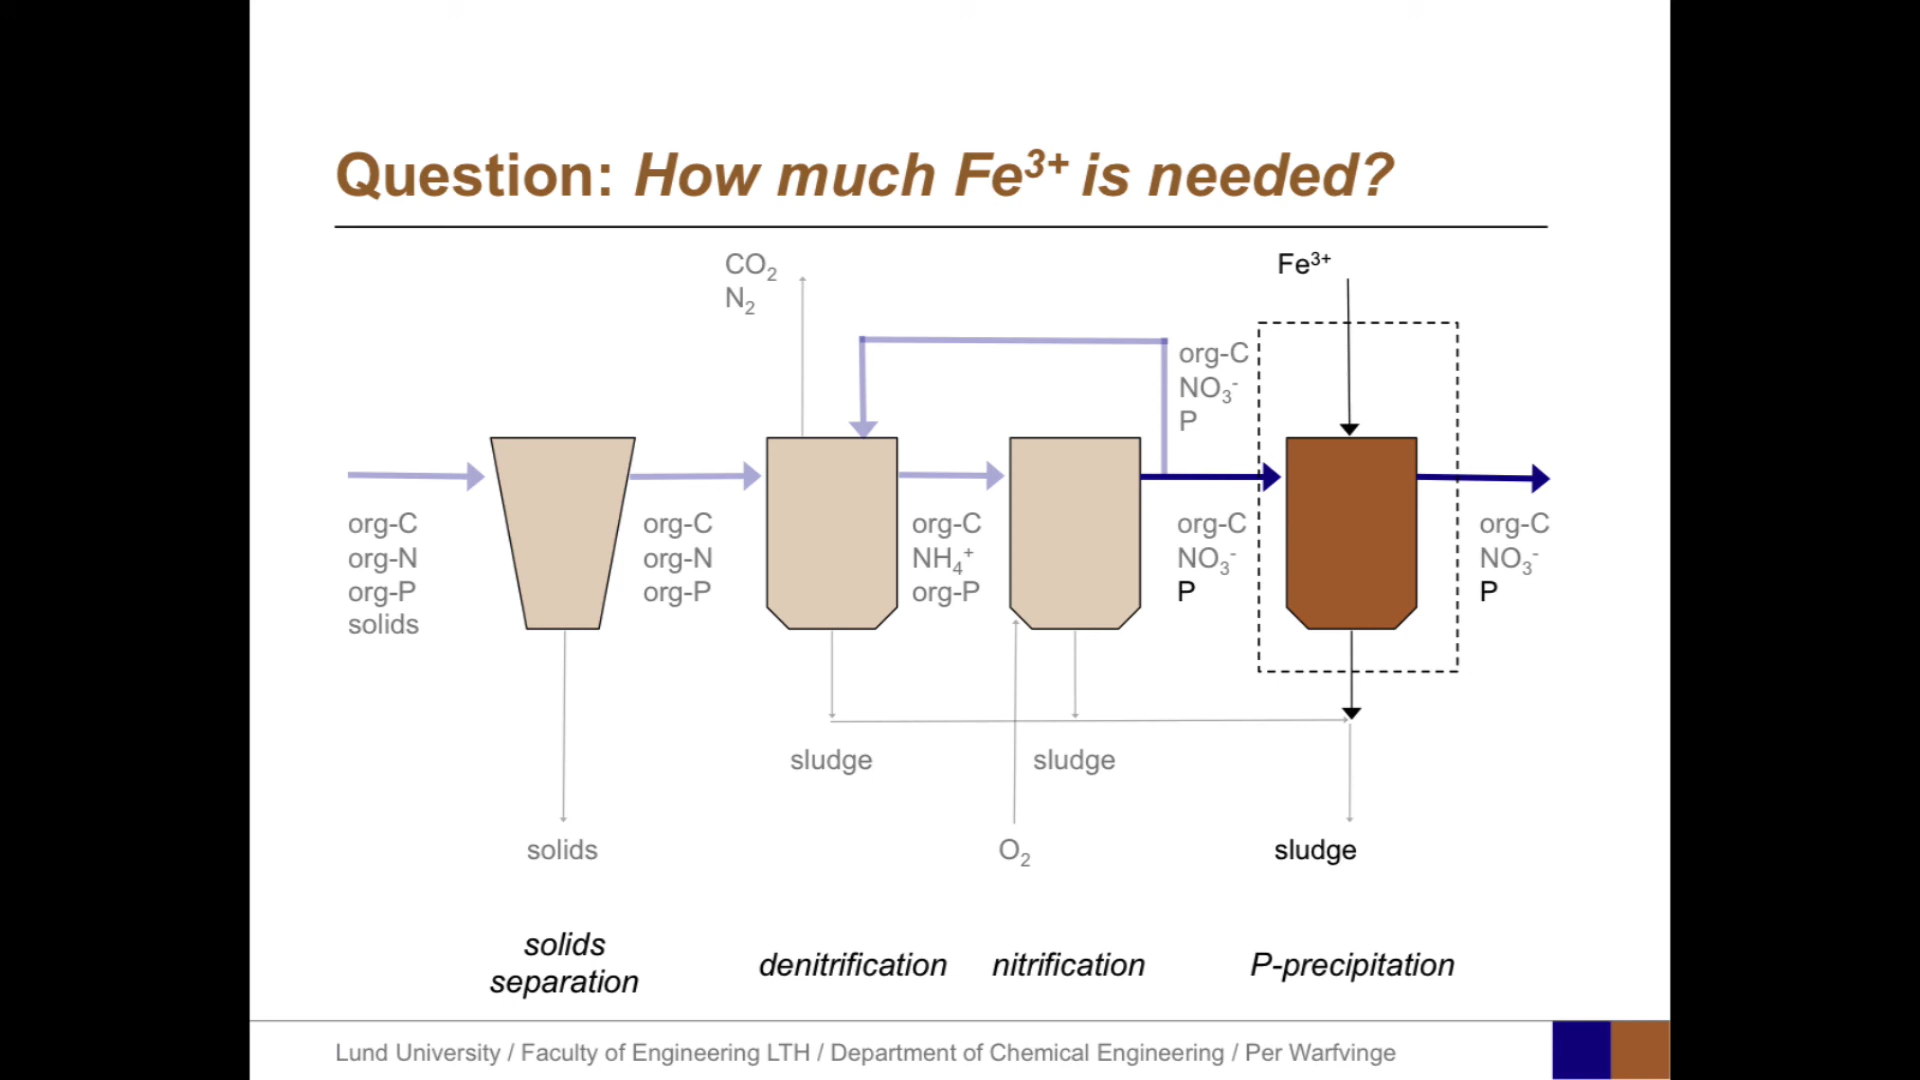 Question: How much Fe³⁺ is needed?
CO₂
N₂
Fe³⁺
org-C
NO₃⁻
P
org-C
org-N
org-P
solids
org-C
org-N
org-P
org-C
NH₄⁺
org-P
org-C
NO₃⁻
P
org-C
NO₃⁻
P
sludge
sludge
solids
O₂
sludge
solids
separation
denitrification
nitrification
P-precipitation
Lund University / Faculty of Engineering LTH / Department of Chemical Engineering / Per Warfvinge